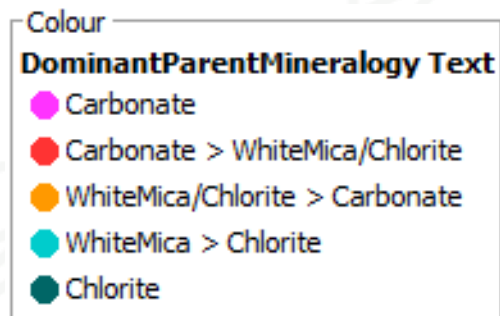 Colour
DominantParentMineralogy Text
Carbonate
Carbonate > WhiteMica/Chlorite
WhiteMica/Chlorite > Carbonate
WhiteMica > Chlorite
Chlorite